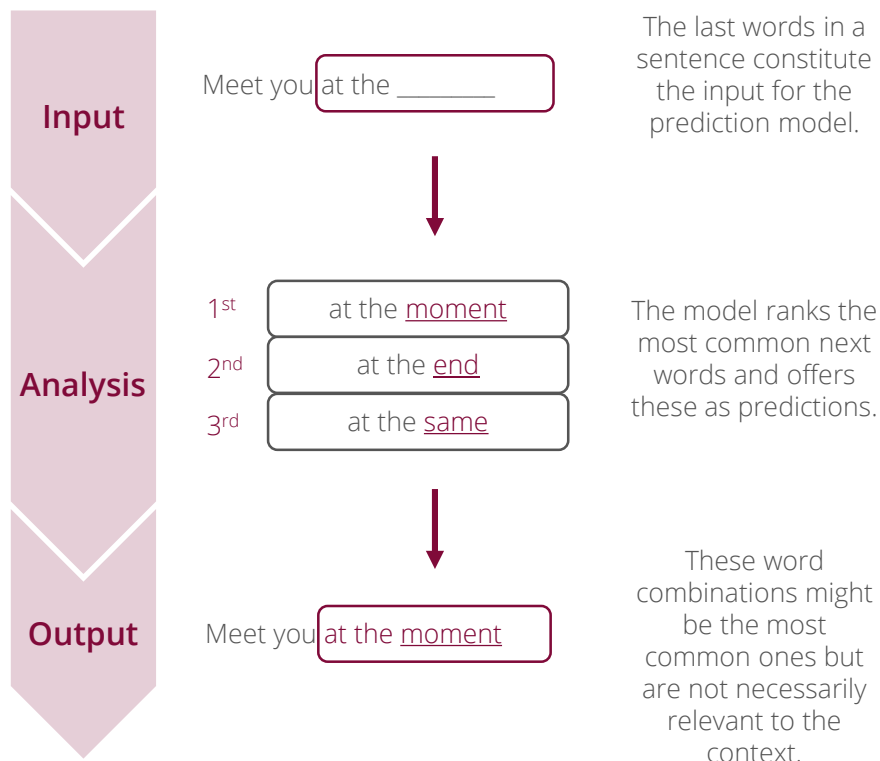 Input
Meet you at the ________
The last words in a
sentence constitute
the input for the
prediction model.
Analysis
1st at the moment
2nd at the end
3rd at the same
The model ranks the
most common next
words and offers
these as predictions.
Output
Meet you at the moment
These word
combinations might
be the most
common ones but
are not necessarily
relevant to the
context.